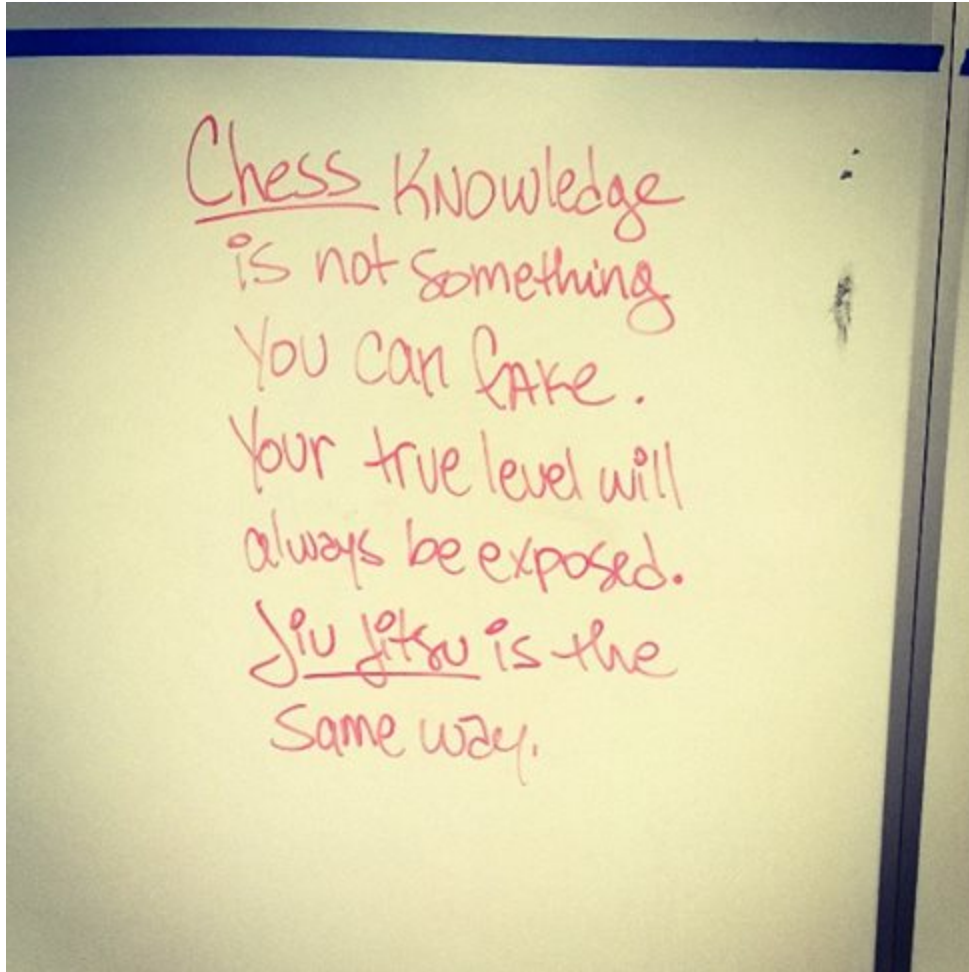 Chess KNOWledge
is not something
You can fAKe.
Your true level will
always be exposed.
Jiu Jitsu is the
same way.